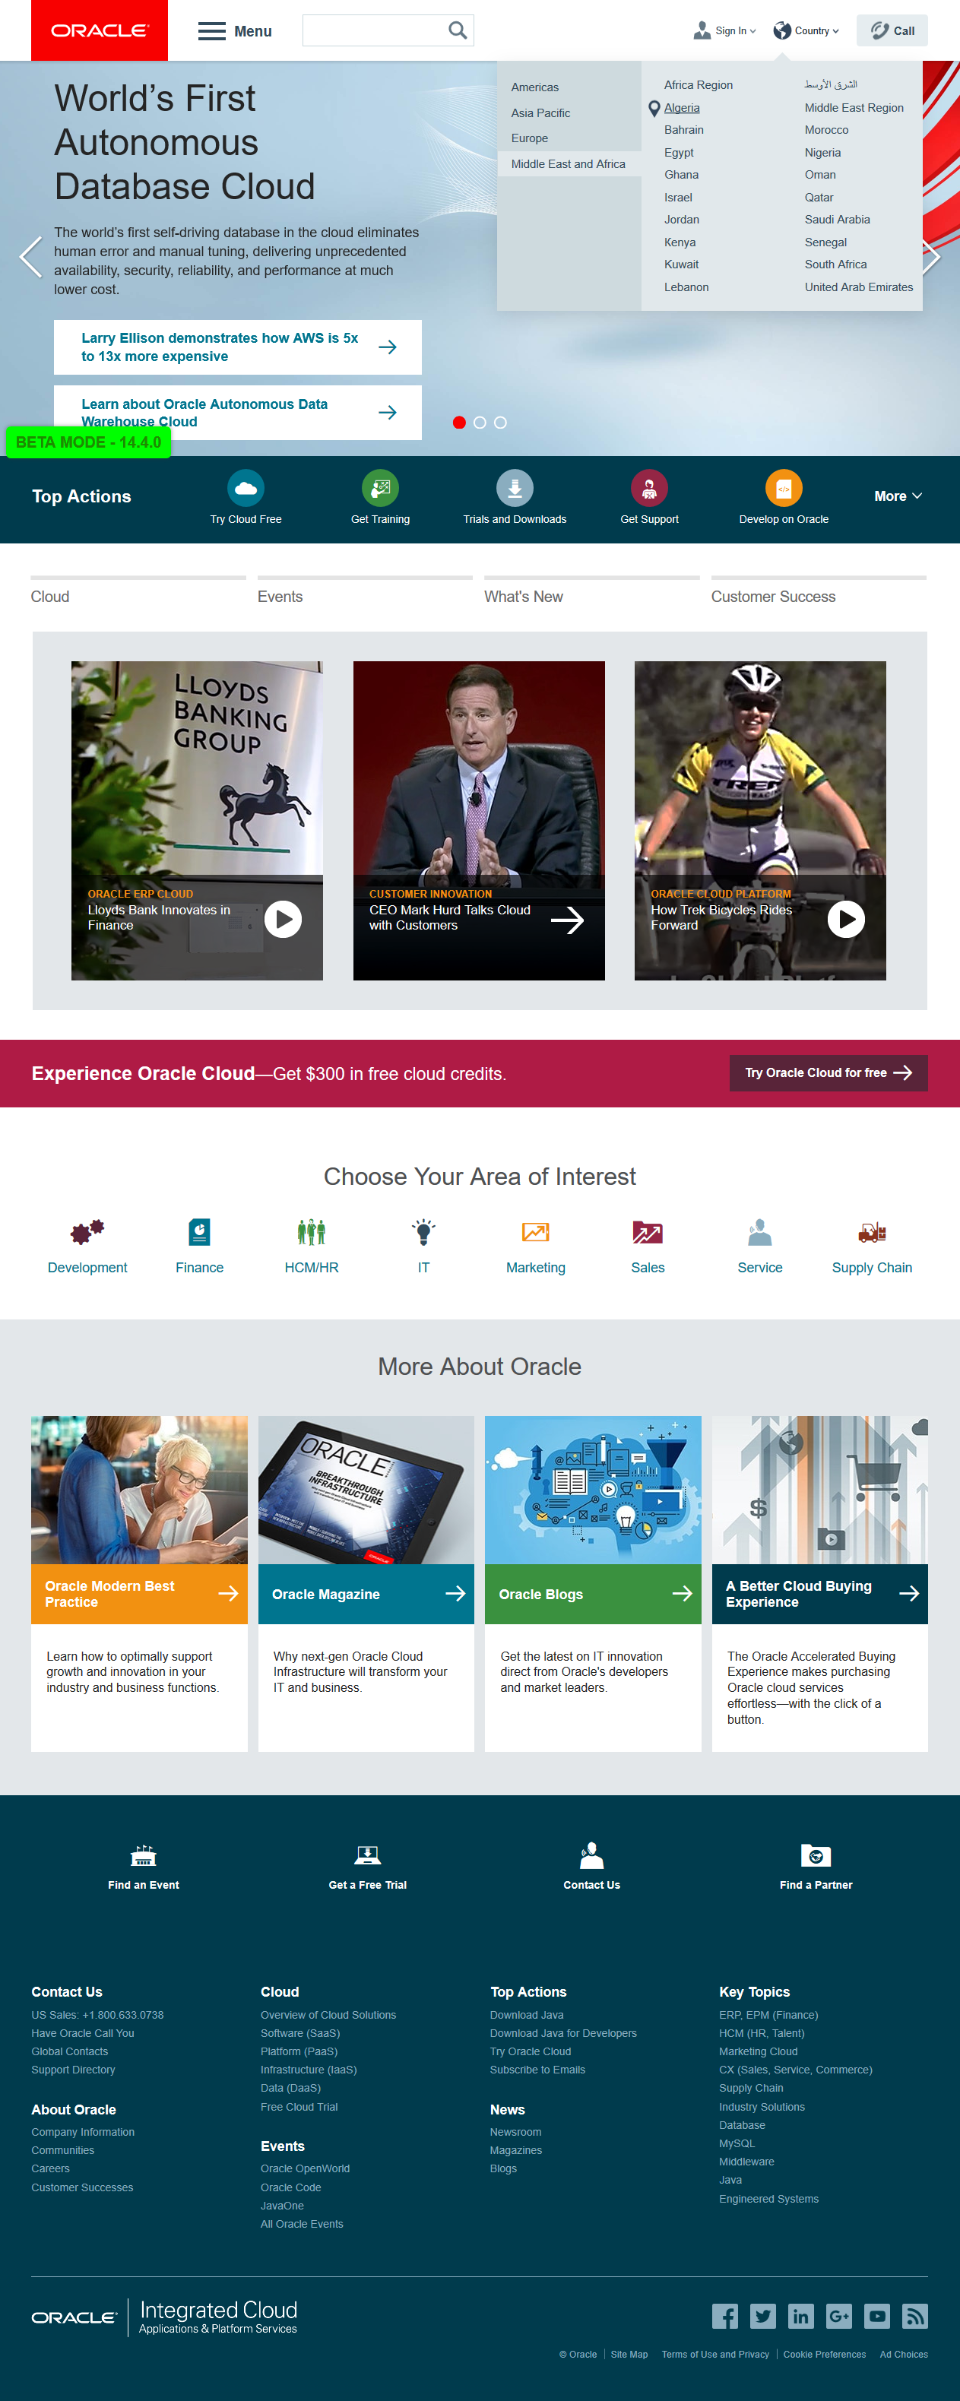 ORACLE
Menu
Sign In
Country
Call
World's First
Autonomous
Database Cloud
The world's first self-driving database in the cloud eliminates
human error and manual tuning, delivering unprecedented
availability, security, reliability, and performance at much
lower cost.
Larry Ellison demonstrates how AWS is 5x
to 13x more expensive
Learn about Oracle Autonomous Data
Warehouse Cloud
BETA MODE - 14.4.0
Americas
Asia Pacific
Europe
Middle East and Africa
Africa Region
Algeria
Bahrain
Egypt
Ghana
Israel
Jordan
Kenya
Kuwait
Lebanon
الشرق الأوسط
Middle East Region
Morocco
Nigeria
Oman
Qatar
Saudi Arabia
Senegal
South Africa
United Arab Emirates
Top Actions
Try Cloud Free
Get Training
Trials and Downloads
Get Support
Develop on Oracle
More
Cloud
Events
What's New
Customer Success
LLOYDS
BANKING
GROUP
ORACLE ERP CLOUD
Lloyds Bank Innovates in
Finance
CUSTOMER INNOVATION
CEO Mark Hurd Talks Cloud
with Customers
TREK
ORACLE CLOUD PLATFORM
How Trek Bicycles Rides
Forward
Experience Oracle Cloud—Get $300 in free cloud credits.
Try Oracle Cloud for free
Choose Your Area of Interest
Development
Finance
HCM/HR
IT
Marketing
Sales
Service
Supply Chain
More About Oracle
ORACLE
BREAKTHROUGH
INFRASTRUCTURE
$
Oracle Modern Best
Practice
Learn how to optimally support
growth and innovation in your
industry and business functions.
Oracle Magazine
Why next-gen Oracle Cloud
Infrastructure will transform your
IT and business.
Oracle Blogs
Get the latest on IT innovation
direct from Oracle's developers
and market leaders.
A Better Cloud Buying
Experience
The Oracle Accelerated Buying
Experience makes purchasing
Oracle cloud services
effortless—with the click of a
button.
Find an Event
Get a Free Trial
Contact Us
Find a Partner
Contact Us
US Sales: +1.800.633.0738
Have Oracle Call You
Global Contacts
Support Directory
About Oracle
Company Information
Communities
Careers
Customer Successes
Cloud
Overview of Cloud Solutions
Software (SaaS)
Platform (PaaS)
Infrastructure (IaaS)
Data (DaaS)
Free Cloud Trial
Events
Oracle OpenWorld
Oracle Code
JavaOne
All Oracle Events
Top Actions
Download Java
Download Java for Developers
Try Oracle Cloud
Subscribe to Emails
News
Newsroom
Magazines
Blogs
Key Topics
ERP, EPM (Finance)
HCM (HR, Talent)
Marketing Cloud
CX (Sales, Service, Commerce)
Supply Chain
Industry Solutions
Database
MySQL
Middleware
Java
Engineered Systems
ORACLE
Integrated Cloud
Applications & Platform Services
© Oracle
Site Map
Terms of Use and Privacy
Cookie Preferences
Ad Choices